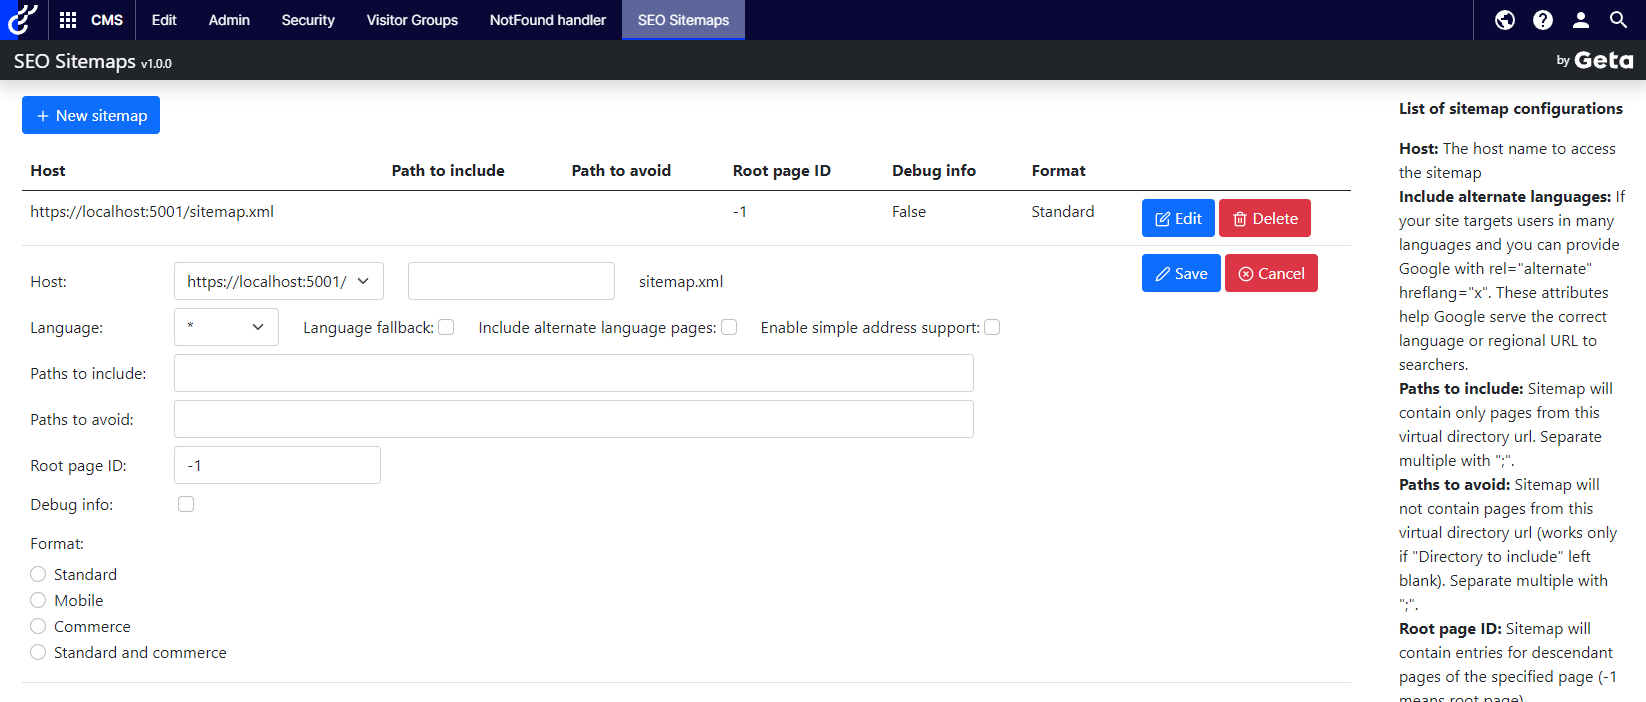 CMS Edit Admin Security Visitor Groups NotFound handler SEO Sitemaps
SEO Sitemaps v1.0.0
by Geta
New sitemap
Host Path to include Path to avoid Root page ID Debug info Format
https://localhost:5001/sitemap.xml -1 False Standard Edit Delete
Host: https://localhost:5001/ sitemap.xml Save Cancel
Language: * Language fallback: Include alternate language pages: Enable simple address support:
Paths to include:
Paths to avoid:
Root page ID: -1
Debug info:
Format:
Standard
Mobile
Commerce
Standard and commerce
List of sitemap configurations
Host: The host name to access
the sitemap
Include alternate languages: If
your site targets users in many
languages and you can provide
Google with rel="alternate"
hreflang="x". These attributes
help Google serve the correct
language or regional URL to
searchers.
Paths to include: Sitemap will
contain only pages from this
virtual directory url. Separate
multiple with ";".
Paths to avoid: Sitemap will
not contain pages from this
virtual directory url (works only
if "Directory to include" left
blank). Separate multiple with
";".
Root page ID: Sitemap will
contain entries for descendant
pages of the specified page (-1
means root page)